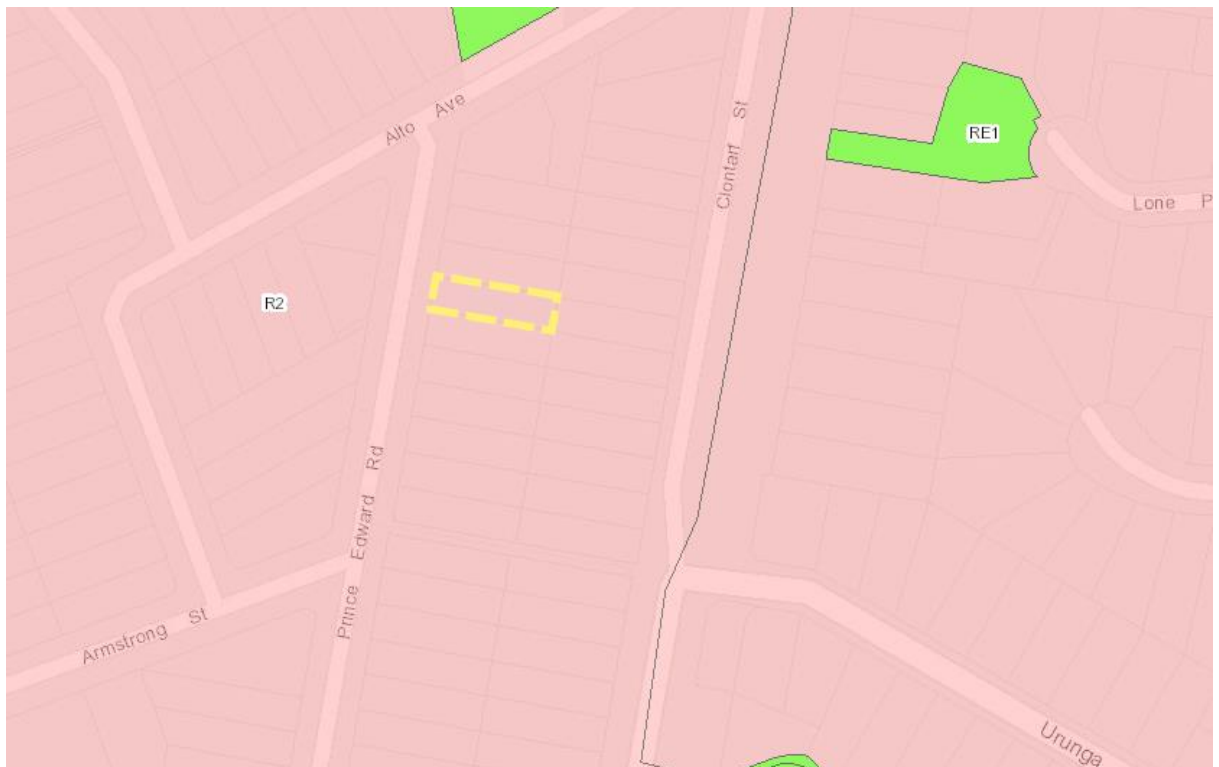 Alto Ave
Clontarf St
RE1
Lone P
R2
Prince Edward Rd
Armstrong St
Urunga